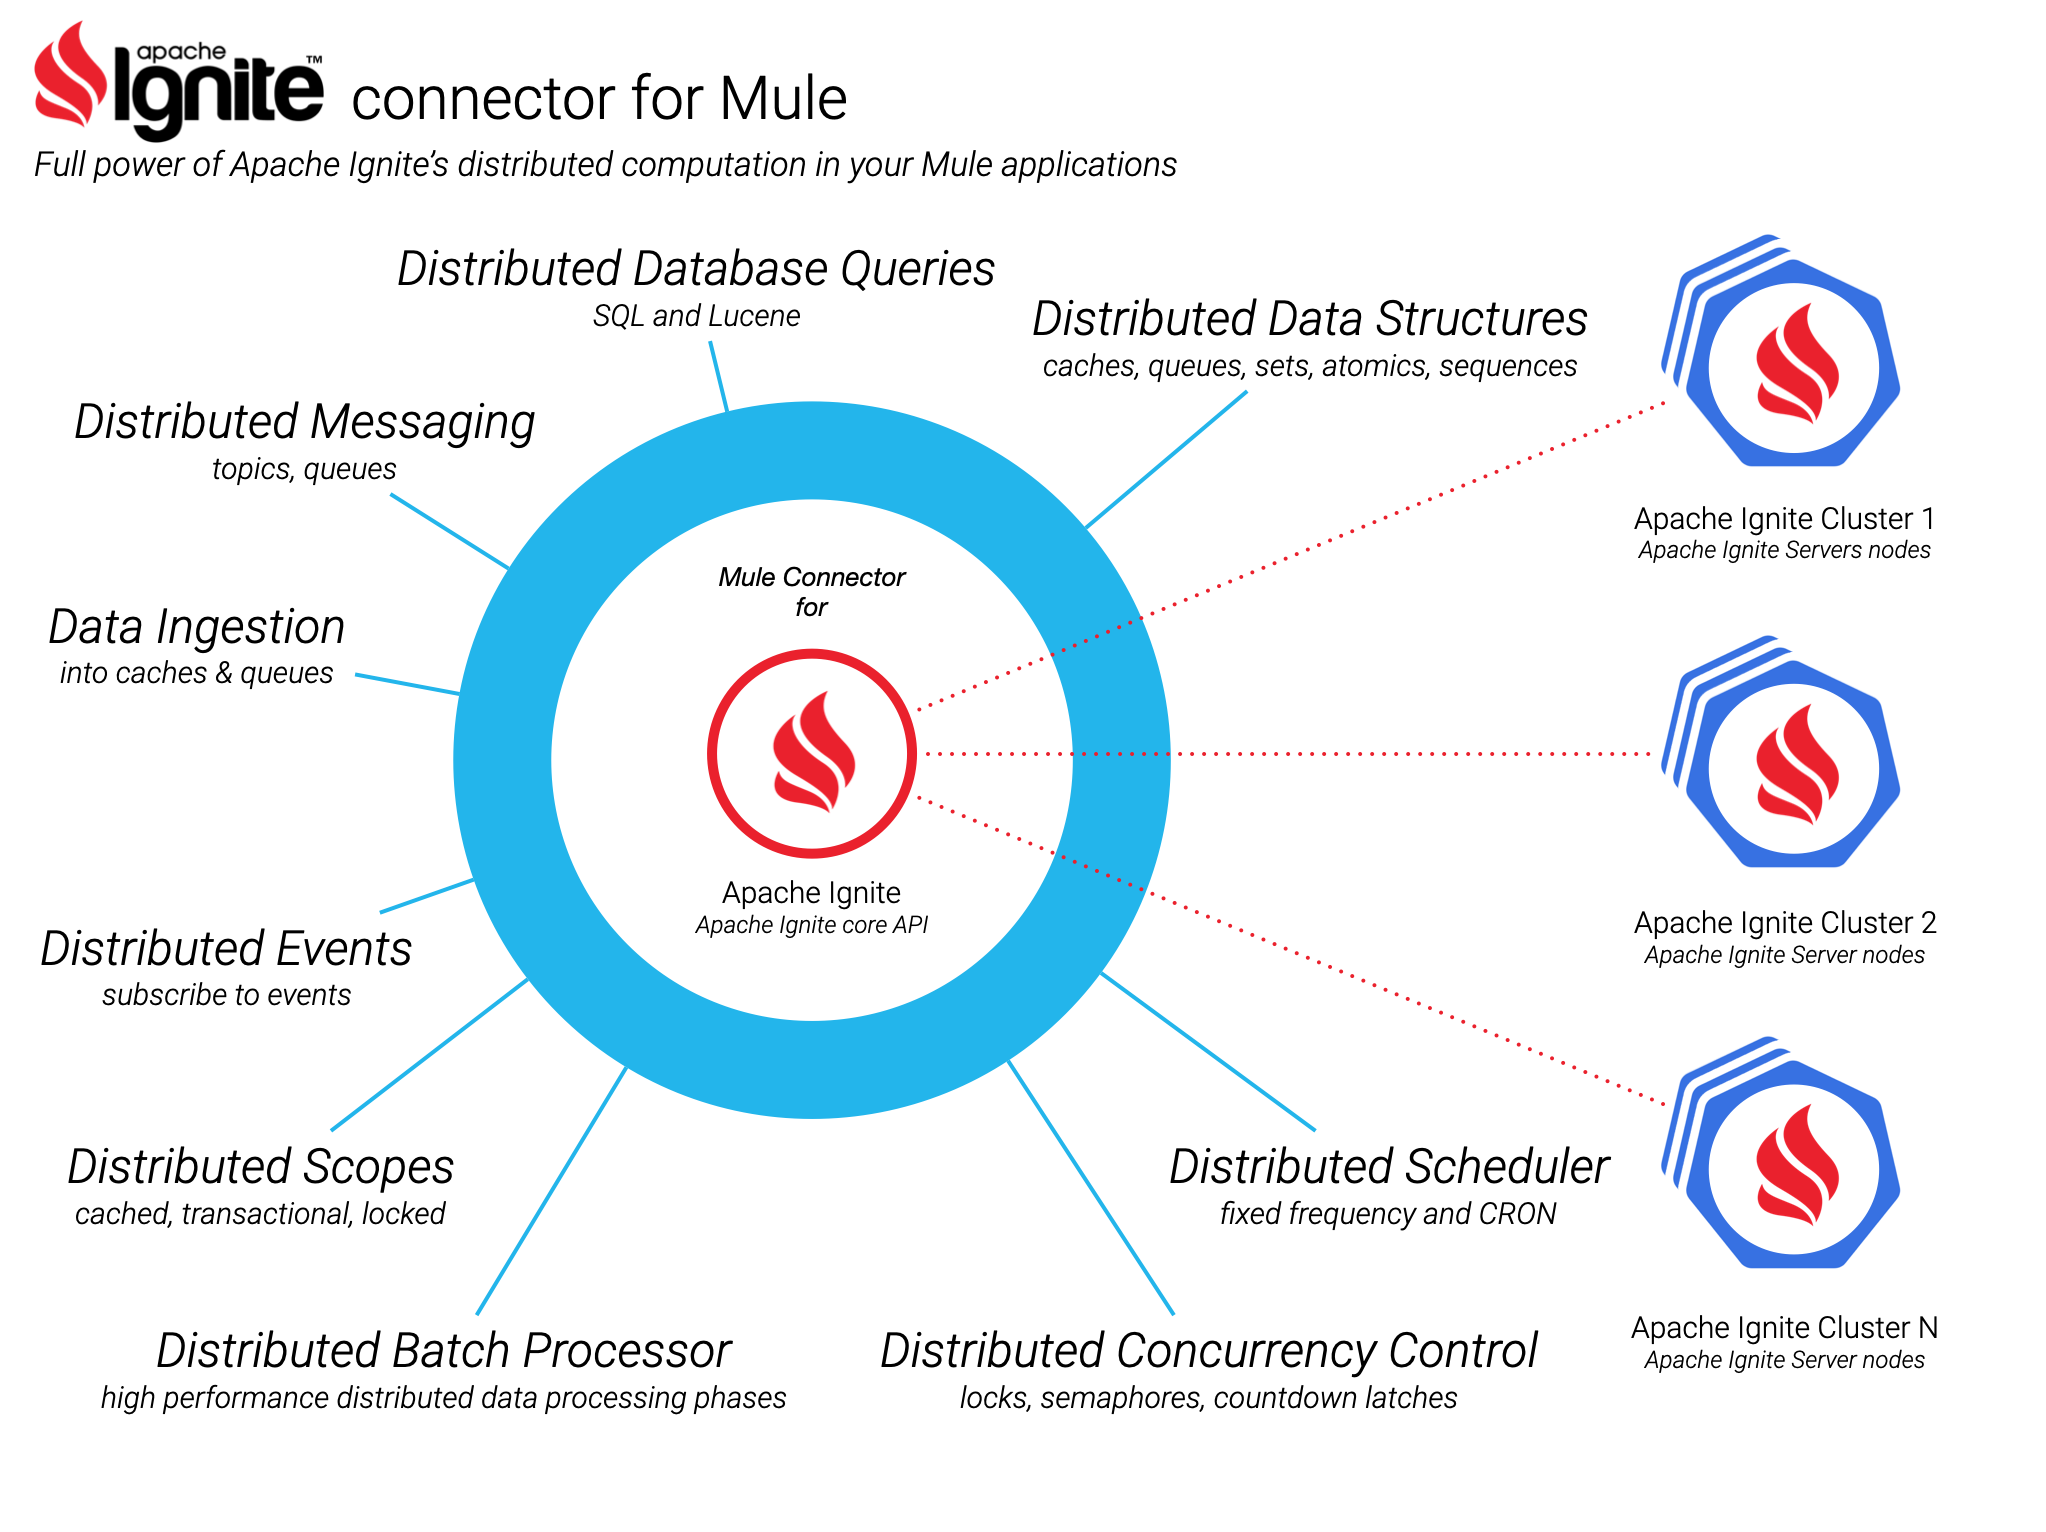 apache
Ignite™ connector for Mule
Full power of Apache Ignite's distributed computation in your Mule applications
Distributed Database Queries
SQL and Lucene
Distributed Data Structures
caches, queues, sets, atomics, sequences
Distributed Messaging
topics, queues
Data Ingestion
into caches & queues
Distributed Events
subscribe to events
Distributed Scopes
cached, transactional, locked
Distributed Batch Processor
high performance distributed data processing phases
Distributed Concurrency Control
locks, semaphores, countdown latches
Distributed Scheduler
fixed frequency and CRON
Mule Connector
for
Apache Ignite
Apache Ignite core API
Apache Ignite Cluster 1
Apache Ignite Servers nodes
Apache Ignite Cluster 2
Apache Ignite Server nodes
Apache Ignite Cluster N
Apache Ignite Server nodes